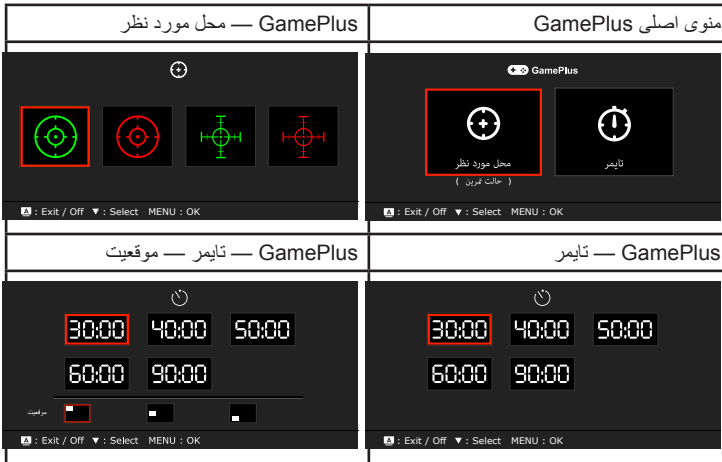 منوی اصلی GamePlus
GamePlus — محل مورد نظر
GamePlus
محل مورد نظر
( حالت تمرین )
تایمر
A : Exit / Off ▼ : Select MENU : OK
A : Exit / Off ▼ : Select MENU : OK
GamePlus — تایمر
GamePlus — تایمر — موقعیت
30:00 40:00 50:00
60:00 90:00
A : Exit / Off ▼ : Select MENU : OK
30:00 40:00 50:00
60:00 90:00
موقعیت
A : Exit / Off ▼ : Select MENU : OK